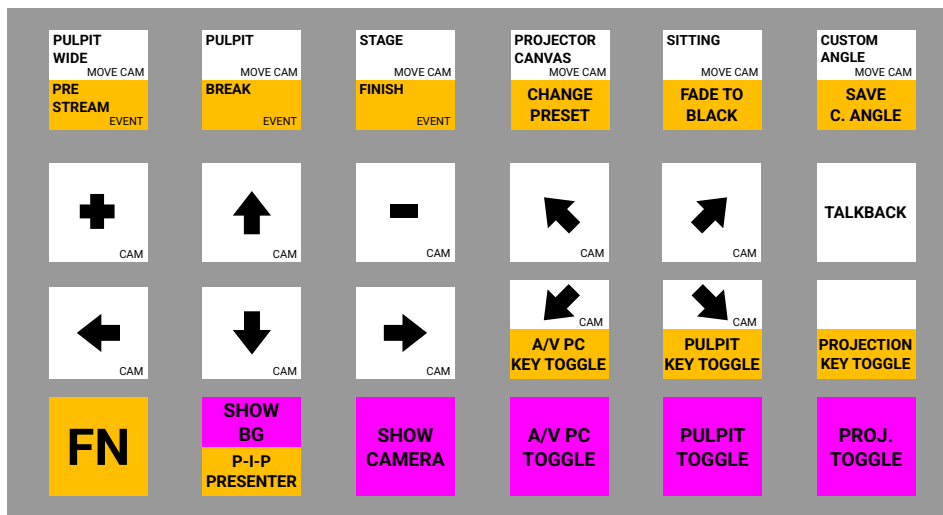 PULPIT
WIDE
MOVE CAM
PRE
STREAM
EVENT
PULPIT
MOVE CAM
BREAK
EVENT
STAGE
MOVE CAM
FINISH
EVENT
PROJECTOR
CANVAS
MOVE CAM
CHANGE
PRESET
SITTING
MOVE CAM
FADE TO
BLACK
CUSTOM
ANGLE
MOVE CAM
SAVE
C. ANGLE
CAM
CAM
CAM
CAM
CAM
TALKBACK
CAM
CAM
CAM
CAM
A/V PC
KEY TOGGLE
CAM
PULPIT
KEY TOGGLE
PROJECTION
KEY TOGGLE
FN
SHOW
BG
P-I-P
PRESENTER
SHOW
CAMERA
A/V PC
TOGGLE
PULPIT
TOGGLE
PROJ.
TOGGLE